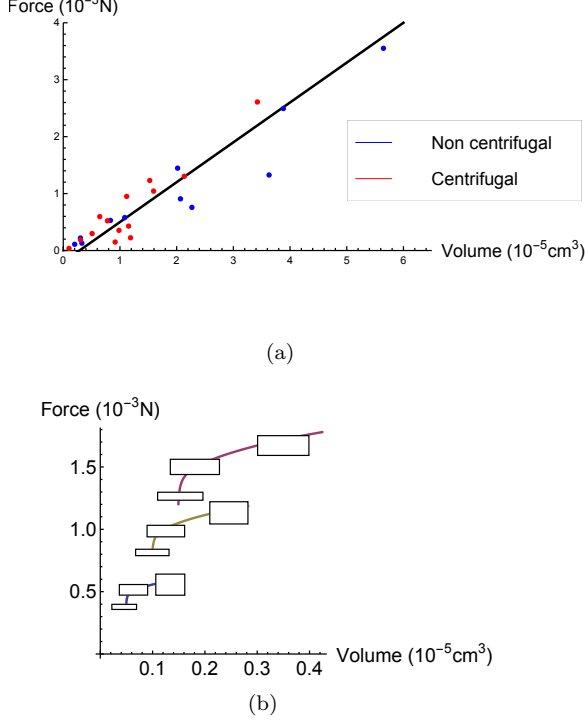 Force (10⁻³N)
4
3
2
1
0
0
1
2
3
4
5
6
Volume (10⁻⁵cm³)
Non centrifugal
Centrifugal
(a)
Force (10⁻³N)
1.5
1.0
0.5
0.1
0.2
0.3
0.4
Volume (10⁻⁵cm³)
(b)